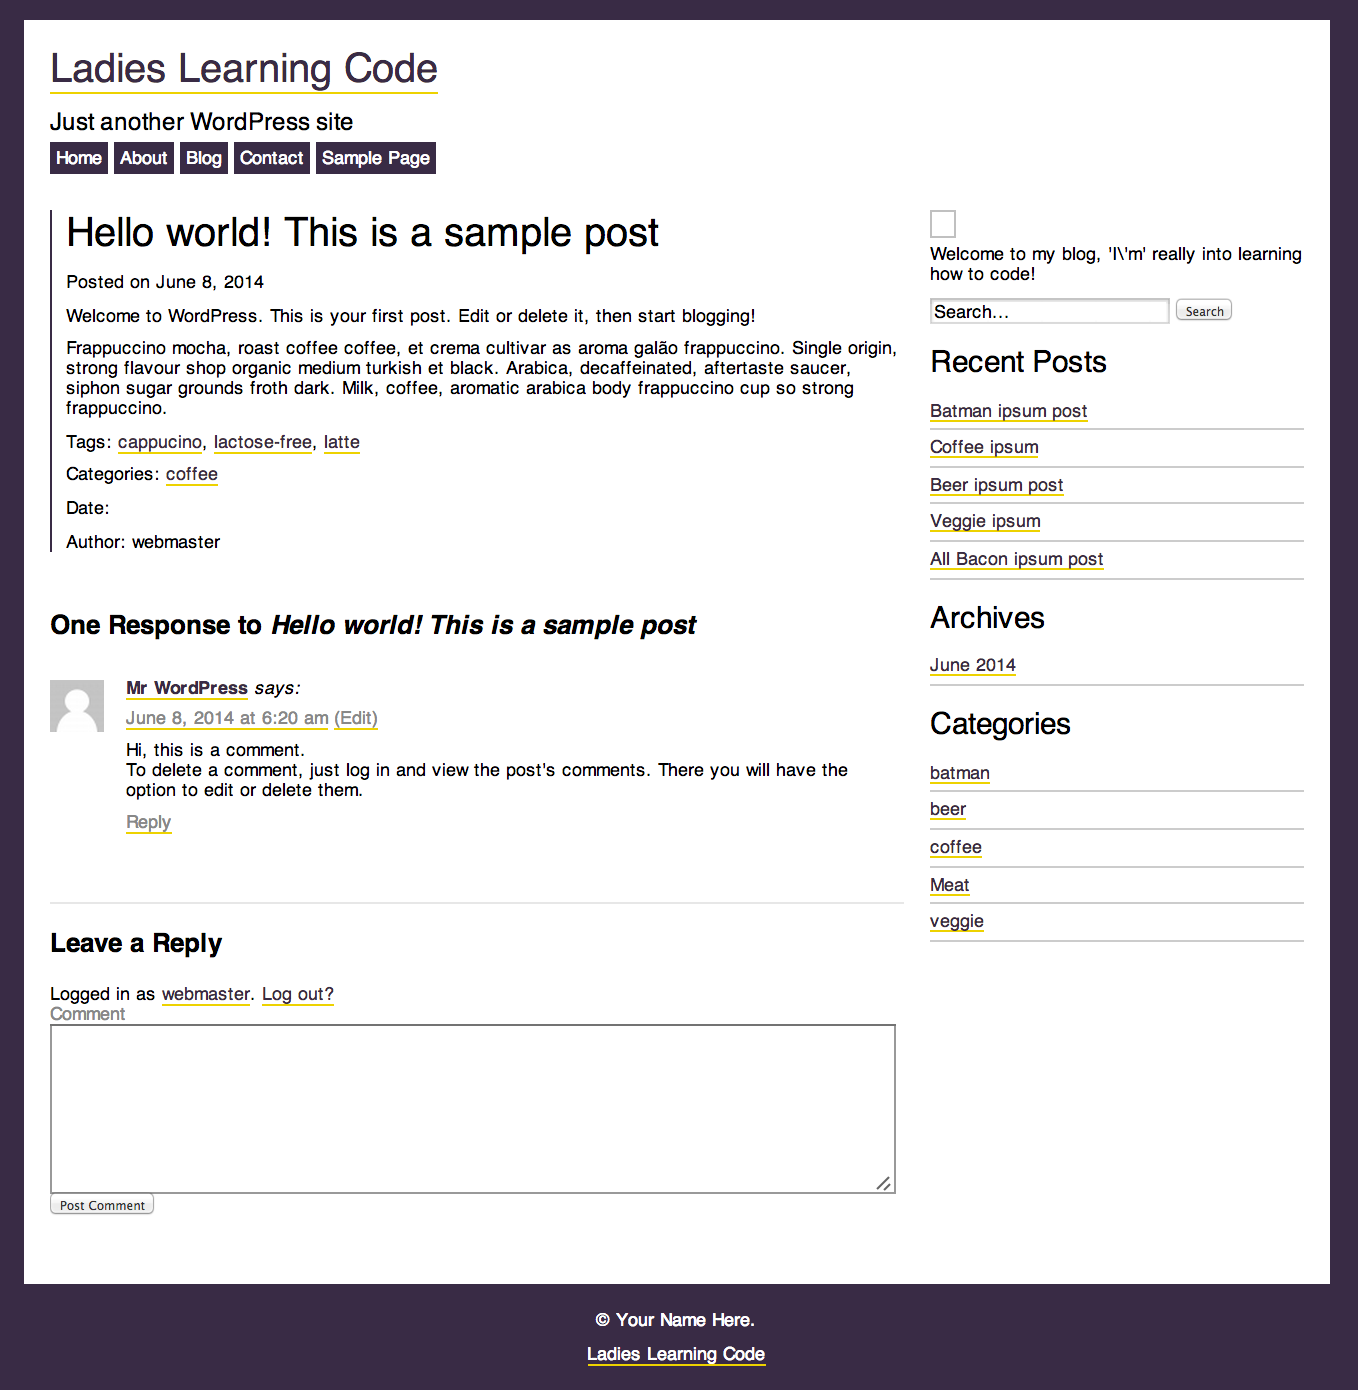 Ladies Learning Code
Just another WordPress site
Home About Blog Contact Sample Page
Hello world! This is a sample post
Posted on June 8, 2014
Welcome to WordPress. This is your first post. Edit or delete it, then start blogging!
Frappuccino mocha, roast coffee coffee, et crema cultivar as aroma galão frappuccino. Single origin,
strong flavour shop organic medium turkish et black. Arabica, decaffeinated, aftertaste saucer,
siphon sugar grounds froth dark. Milk, coffee, aromatic arabica body frappuccino cup so strong
frappuccino.
Tags: cappucino, lactose-free, latte
Categories: coffee
Date:
Author: webmaster
One Response to Hello world! This is a sample post
Mr WordPress says:
June 8, 2014 at 6:20 am (Edit)
Hi, this is a comment.
To delete a comment, just log in and view the post's comments. There you will have the
option to edit or delete them.
Reply
Leave a Reply
Logged in as webmaster. Log out?
Comment
Post Comment
Welcome to my blog, 'I\'m' really into learning
how to code!
Search... Search
Recent Posts
Batman ipsum post
Coffee ipsum
Beer ipsum post
Veggie ipsum
All Bacon ipsum post
Archives
June 2014
Categories
batman
beer
coffee
Meat
veggie
© Your Name Here.
Ladies Learning Code